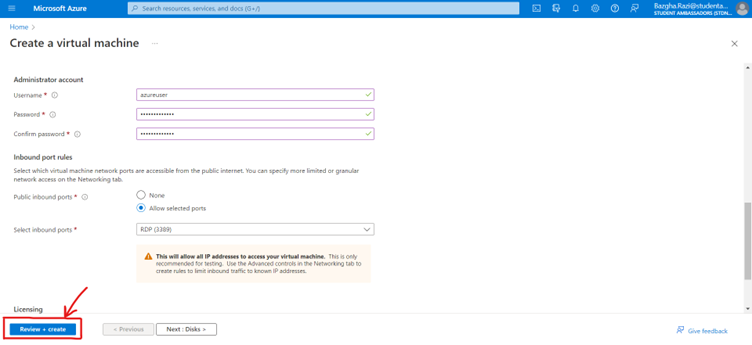 Microsoft Azure
Search resources, services, and docs (G+/)
Bazgha.Razi@studenta...
STUDENT AMBASSADORS (STDN...
Home >
Create a virtual machine ...
Administrator account
Username *
azureuser
Password *
•••••••••••••
Confirm password *
•••••••••••••
Inbound port rules
Select which virtual machine network ports are accessible from the public internet. You can specify more limited or granular
network access on the Networking tab.
Public inbound ports *
None
Allow selected ports
Select inbound ports *
RDP (3389)
This will allow all IP addresses to access your virtual machine. This is only
recommended for testing. Use the Advanced controls in the Networking tab to
create rules to limit inbound traffic to known IP addresses.
Licensing
Review + create
< Previous
Next : Disks >
Give feedback